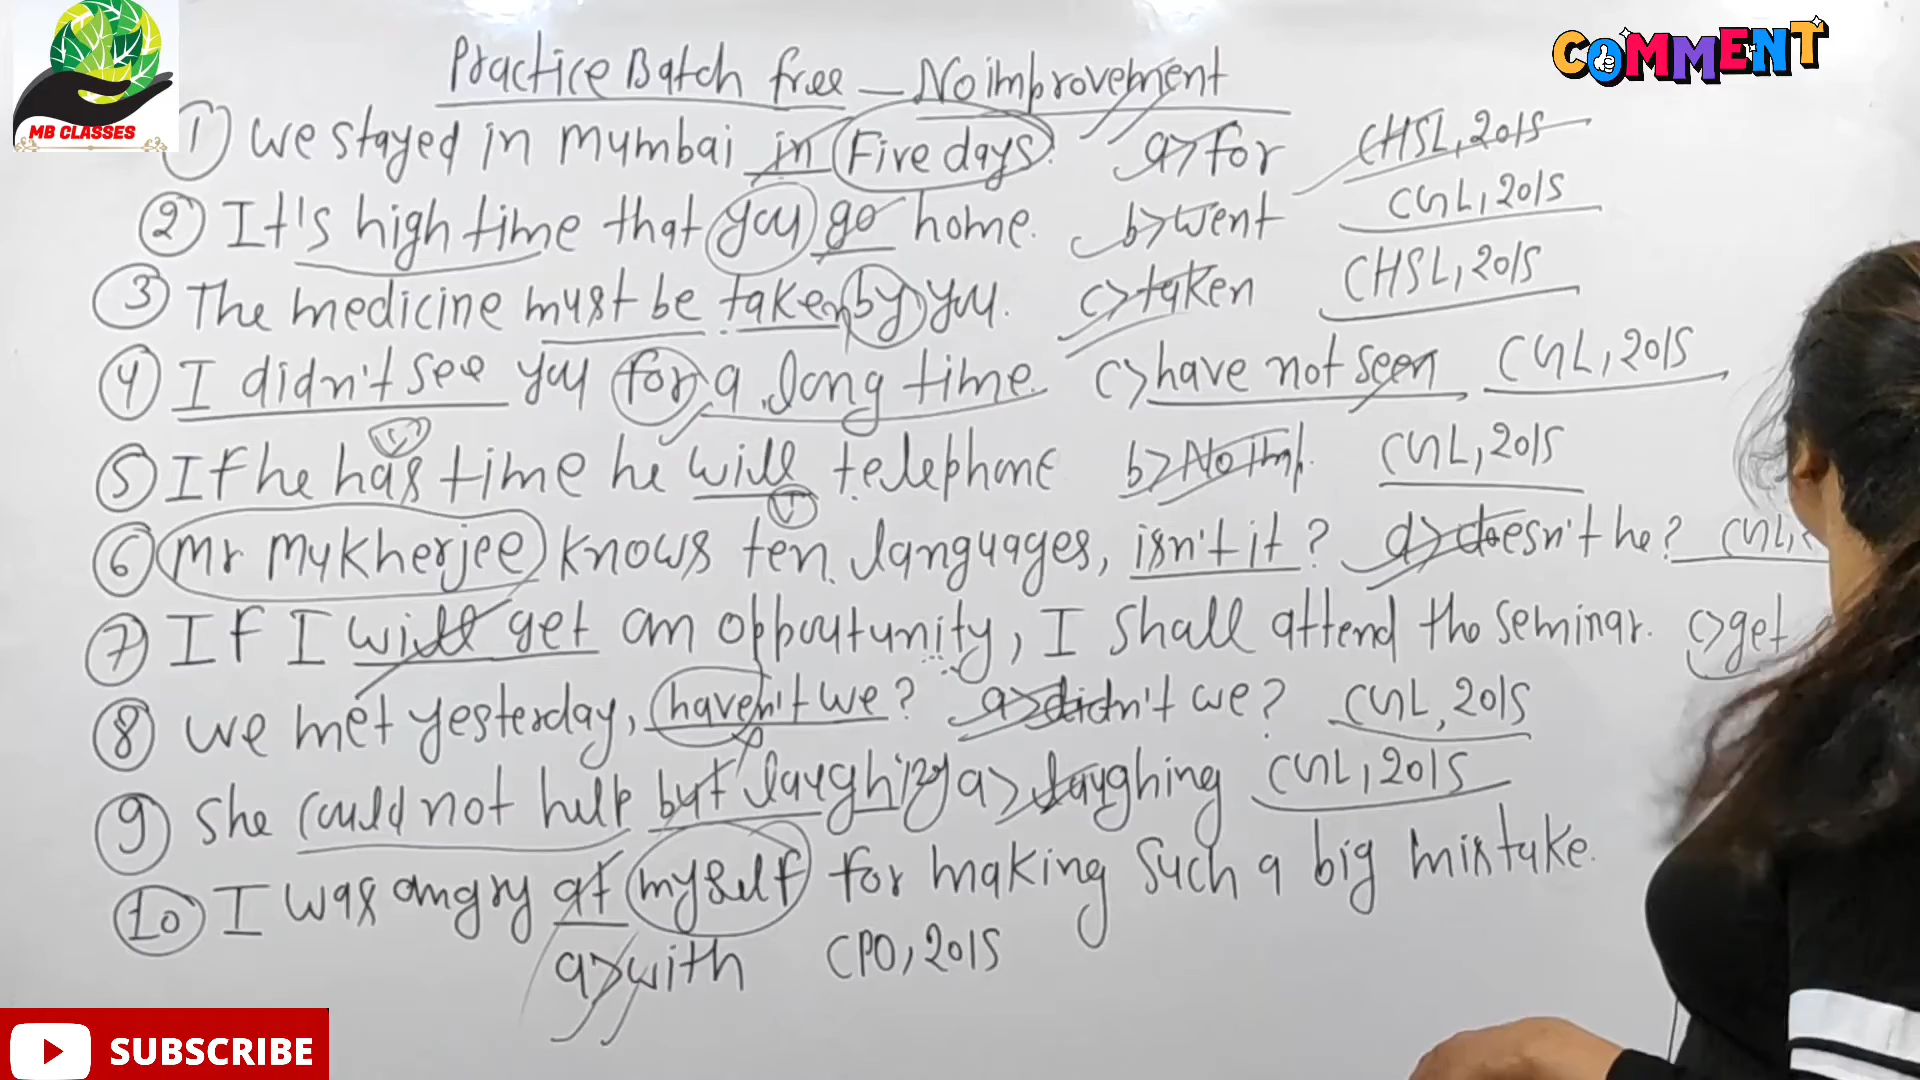 MB CLASSES
COMMENT
Practice Batch free – No improvement
1 We stayed in Mumbai in Five days. a> for CHSL, 2015
2 It's high time that you go home. b> went CGL, 2015
3 The medicine must be taken by you. c> taken CHSL, 2015
4 I didn't see you for a long time. c> have not seen CGL, 2015
5 If he has time he will telephone b> No imp. CGL, 2015
6 Mr Mukherjee knows ten languages, isn't it? a> doesn't he? CGL,
7 If I will get an opportunity, I shall attend the seminar. c> get
8 we met yesterday, haven't we? a> didn't we? CGL, 2015
9 She could not help but laughing a> laughing CGL, 2015
10 I was angry at myself for making such a big mistake.
a> with CPO, 2015
SUBSCRIBE